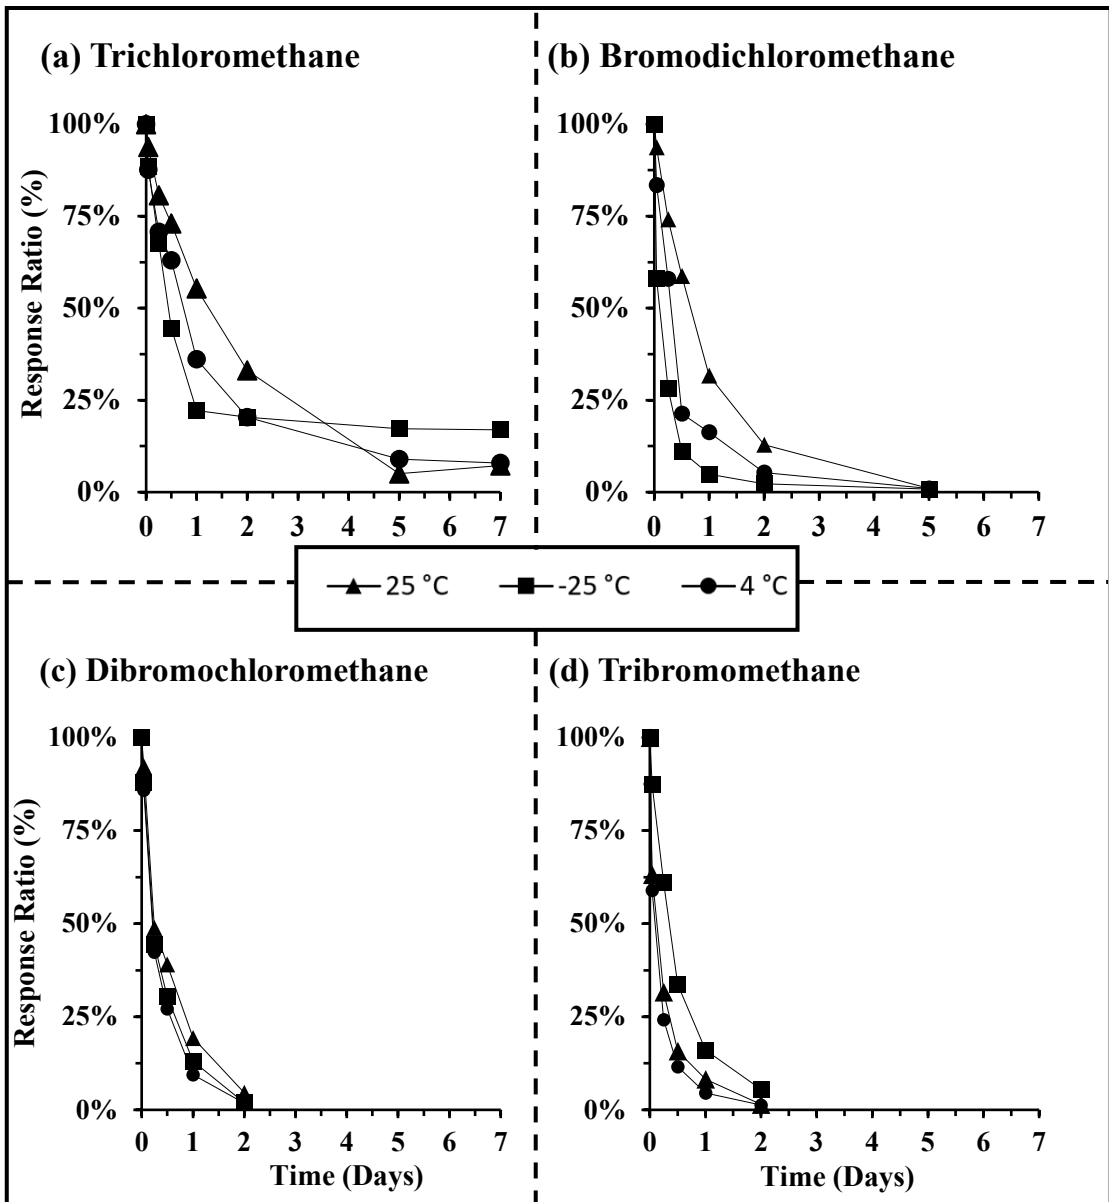 (a) Trichloromethane
Response Ratio (%)
100%
75%
50%
25%
0%
0 1 2 3 4 5 6 7
(b) Bromodichloromethane
100%
75%
50%
25%
0%
0 1 2 3 4 5 6 7
25 °C -25 °C 4 °C
(c) Dibromochloromethane
Response Ratio (%)
100%
75%
50%
25%
0%
0 1 2 3 4 5 6 7
Time (Days)
(d) Tribromomethane
100%
75%
50%
25%
0%
0 1 2 3 4 5 6 7
Time (Days)